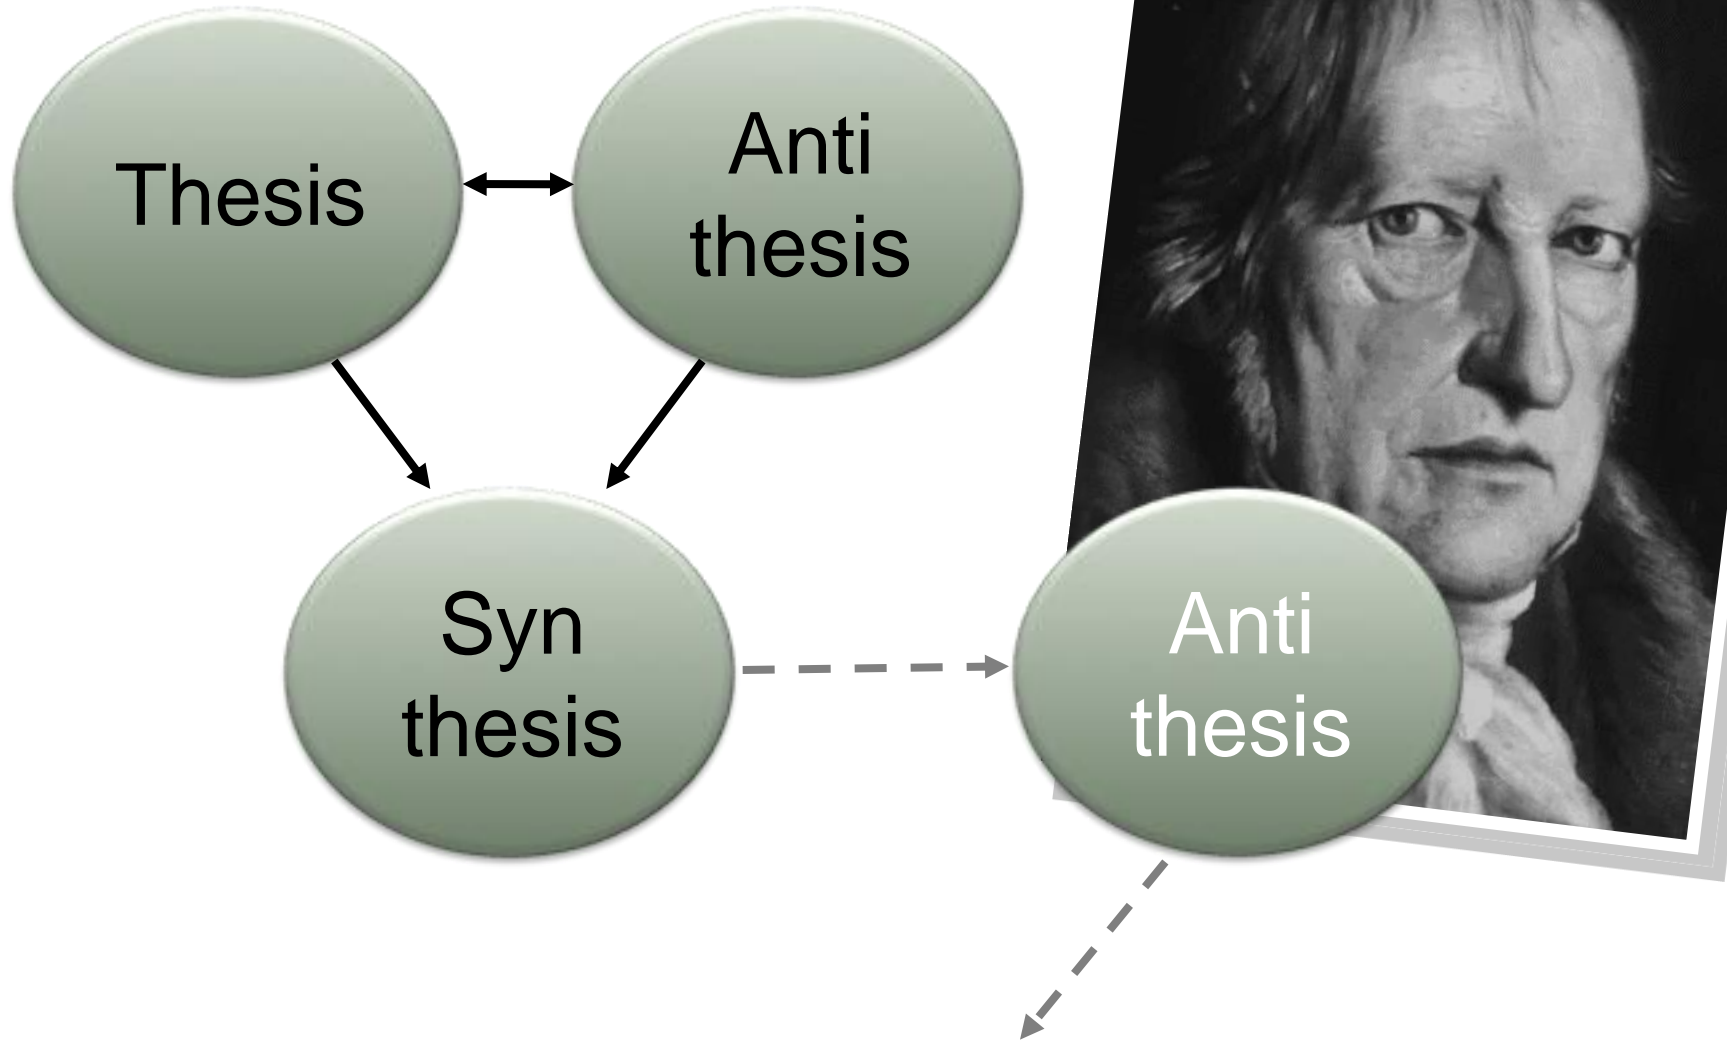 Thesis
Anti
thesis
Syn
thesis
Anti
thesis